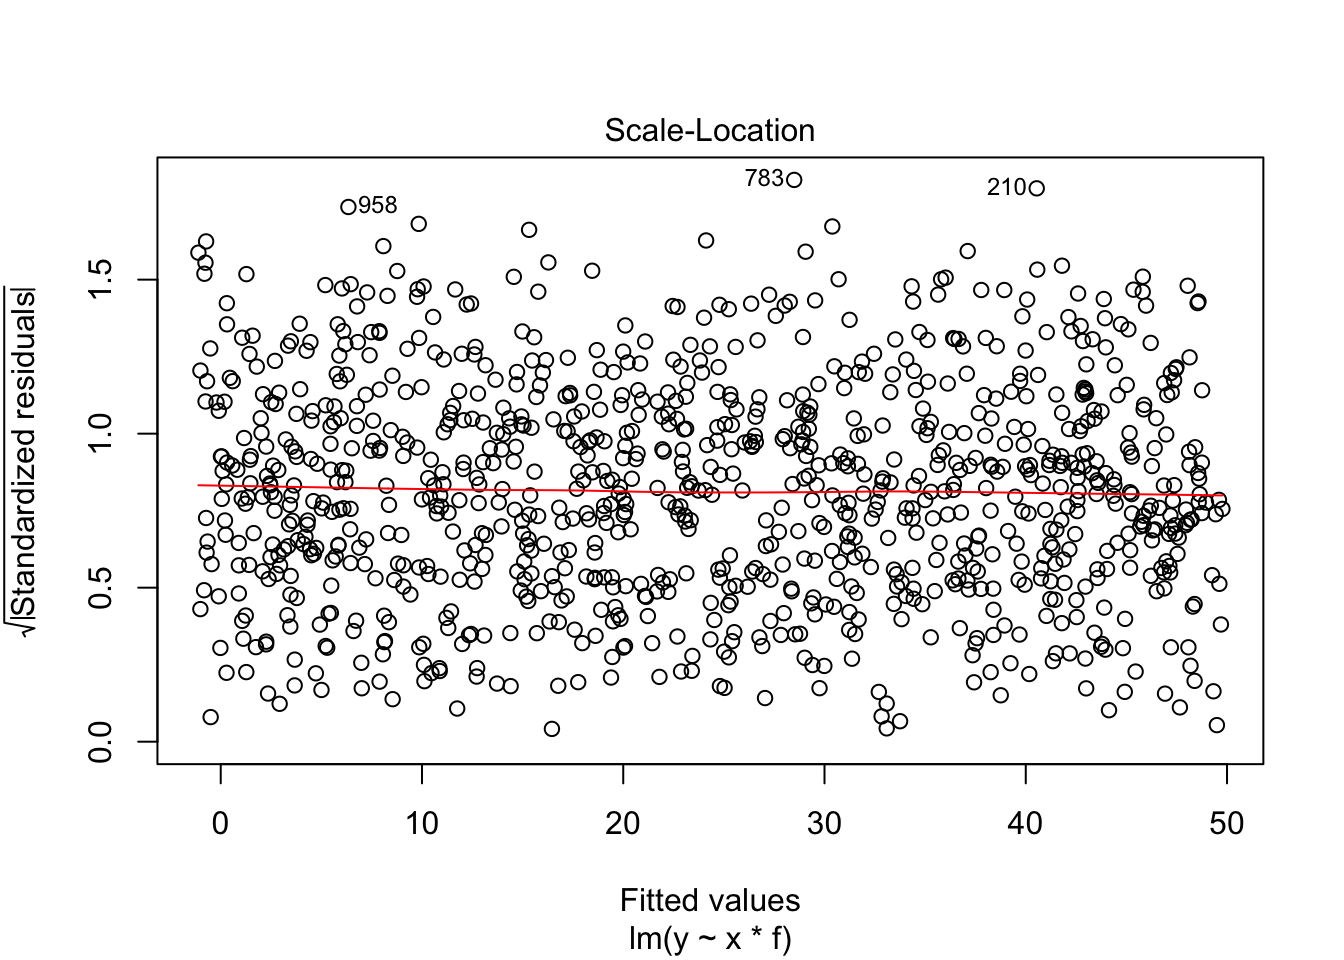 Scale-Location
783
210
958
√|Standardized residuals|
1.5
1.0
0.5
0.0
0 10 20 30 40 50
Fitted values
lm(y ~ x * f)